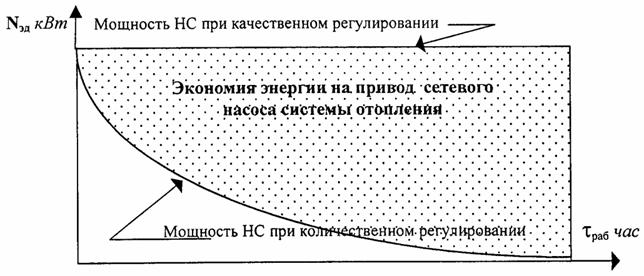 Nэд кВт
Мощность НС при качественном регулировании
Экономия энергии на привод сетевого
насоса системы отопления
Мощность НС при количественном регулировании
τраб час